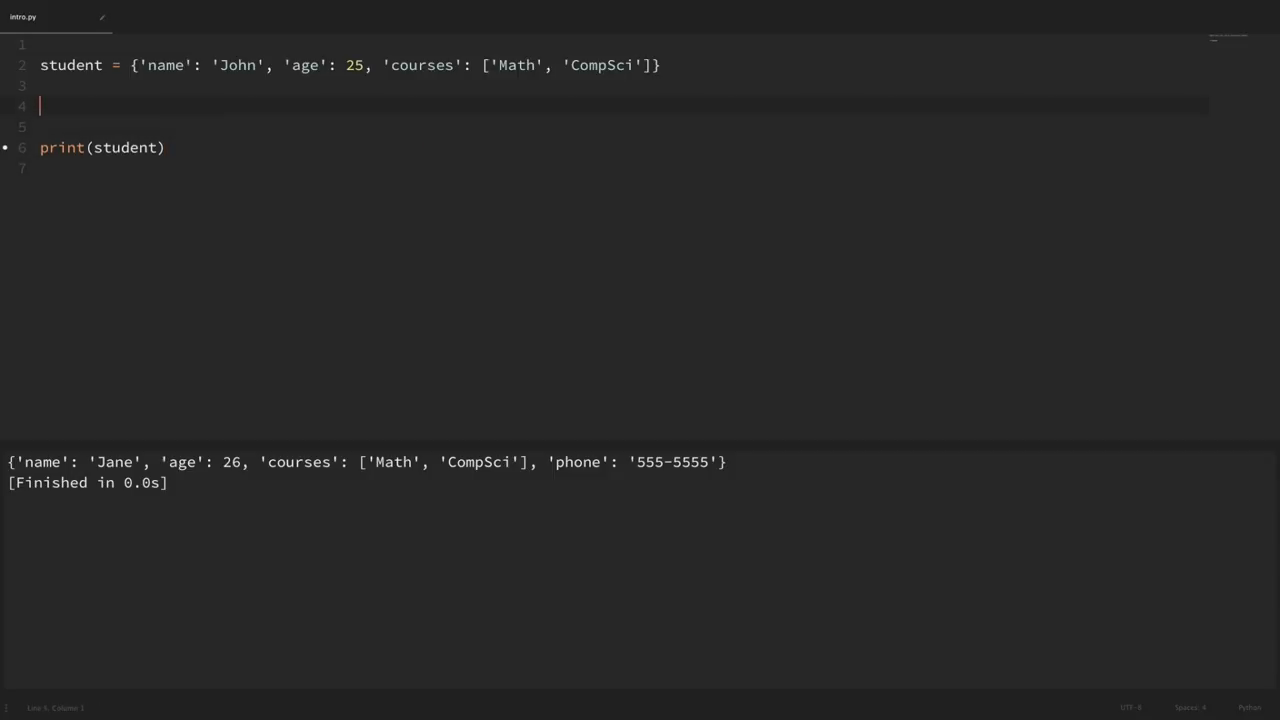 intro.py
1
2 student = {'name': 'John', 'age': 25, 'courses': ['Math', 'CompSci']}
3
4
5
6 print(student)
7
{'name': 'Jane', 'age': 26, 'courses': ['Math', 'CompSci'], 'phone': '555-5555'}
[Finished in 0.0s]
Column 1 UTF-8 Spaces: 4 Python